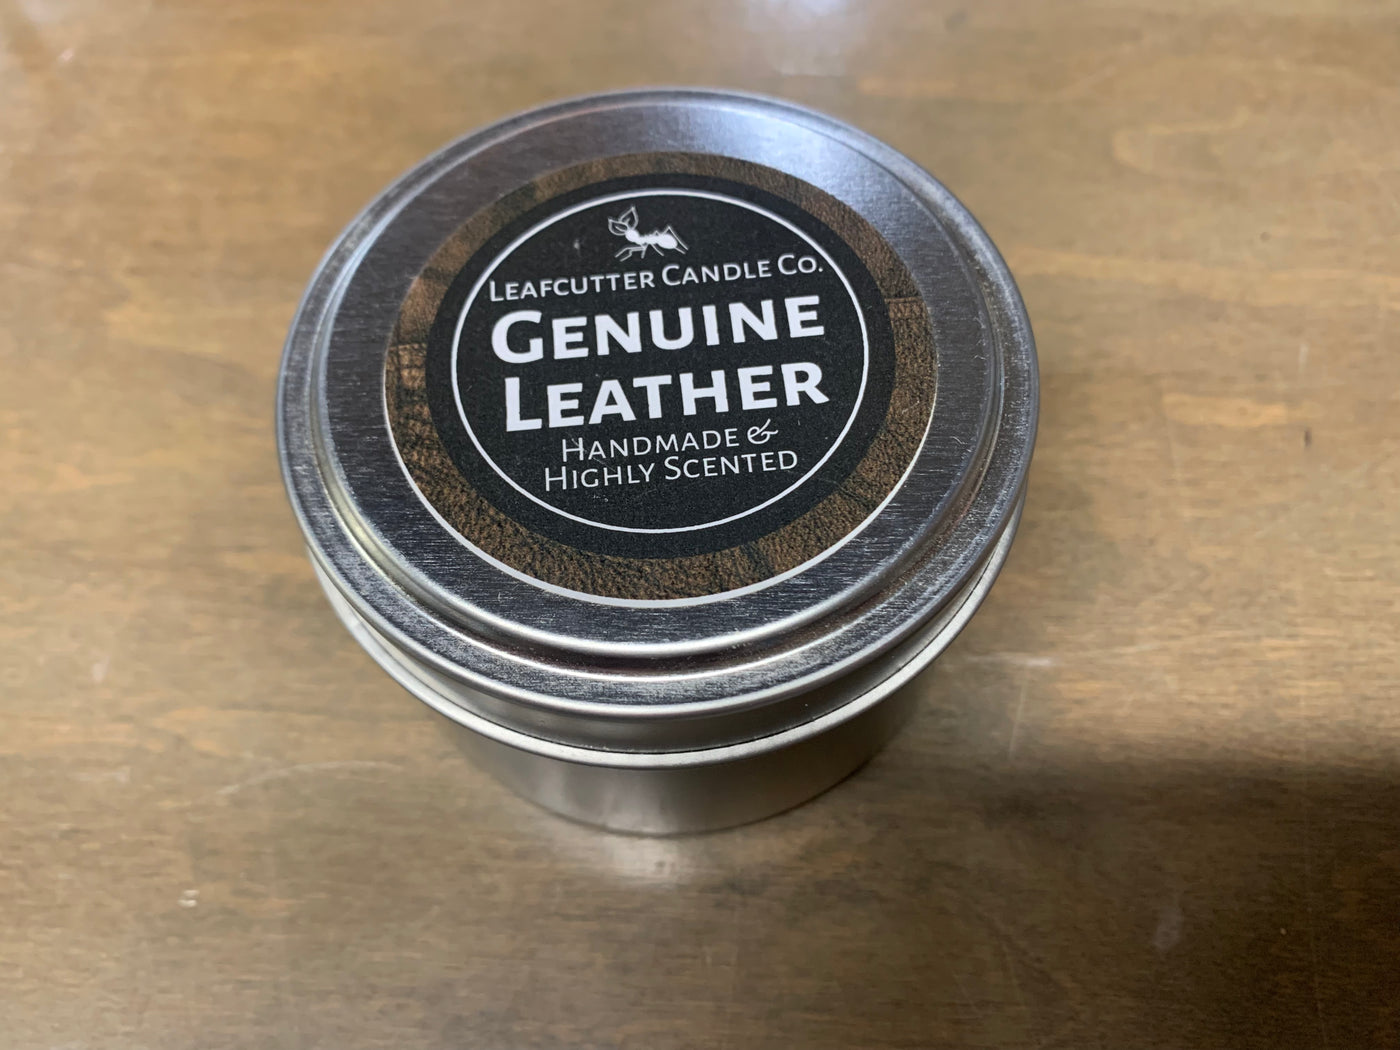 Leafcutter Candle Co.
Genuine
Leather
Handmade &
Highly Scented